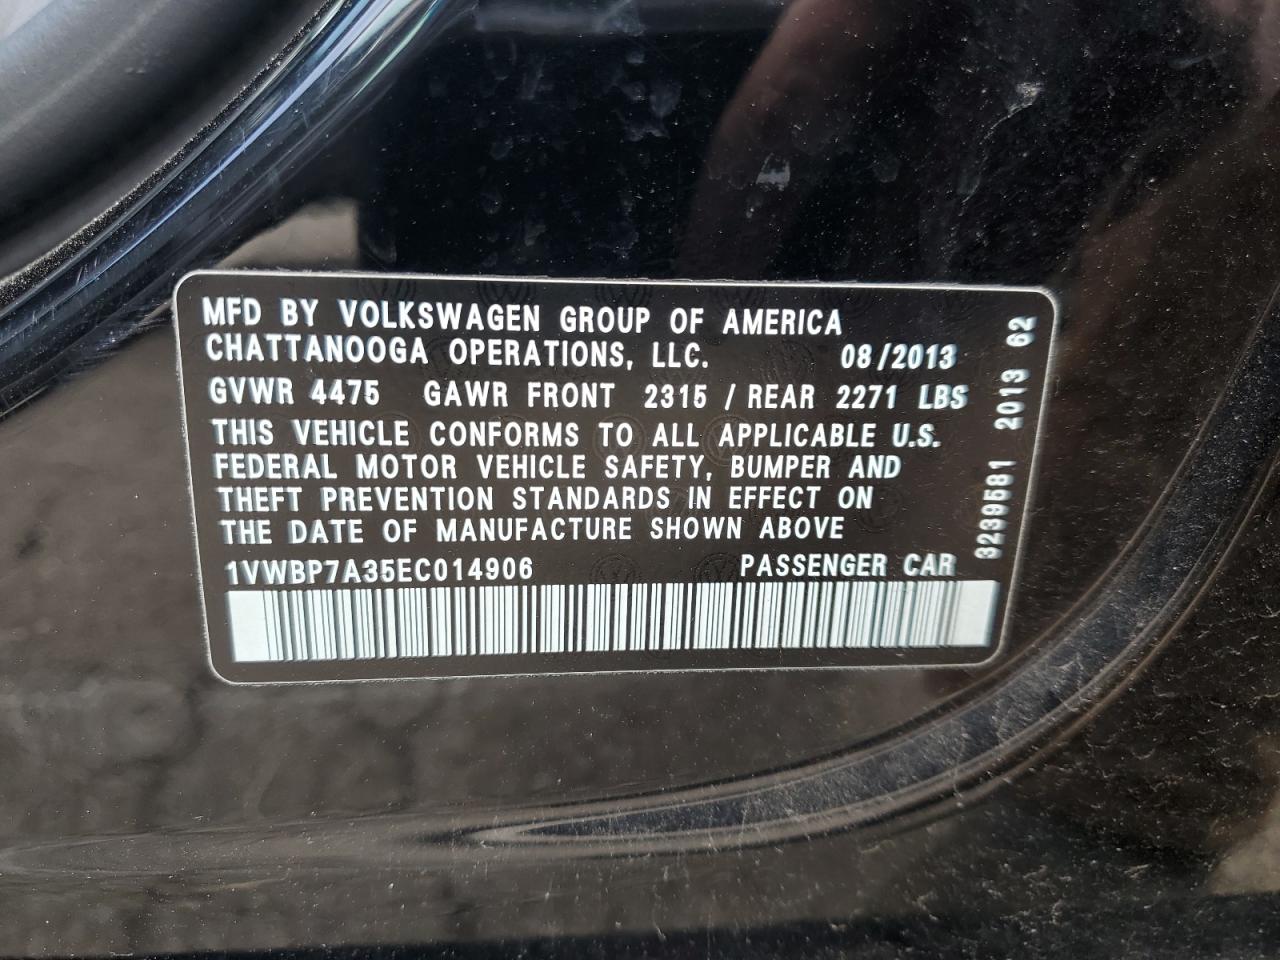 MFD BY VOLKSWAGEN GROUP OF AMERICA
CHATTANOOGA OPERATIONS, LLC. 08/2013
GVWR 4475 GAWR FRONT 2315 / REAR 2271 LBS
THIS VEHICLE CONFORMS TO ALL APPLICABLE U.S.
FEDERAL MOTOR VEHICLE SAFETY, BUMPER AND
THEFT PREVENTION STANDARDS IN EFFECT ON
THE DATE OF MANUFACTURE SHOWN ABOVE
1VWBP7A35EC014906 PASSENGER CAR
3239581 2013 62